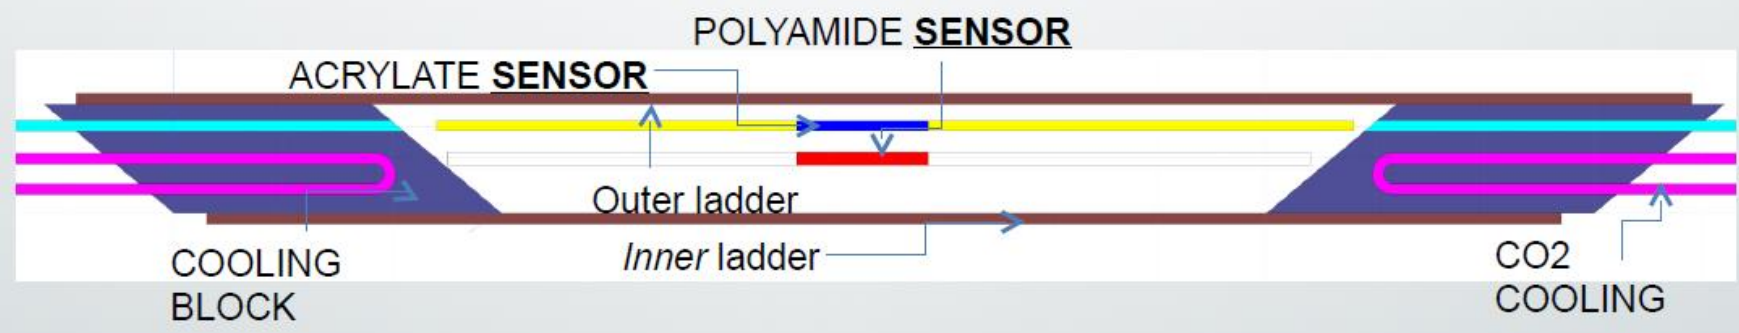 POLYAMIDE SENSOR
ACRYLATE SENSOR
Outer ladder
Inner ladder
COOLING
BLOCK
CO2
COOLING